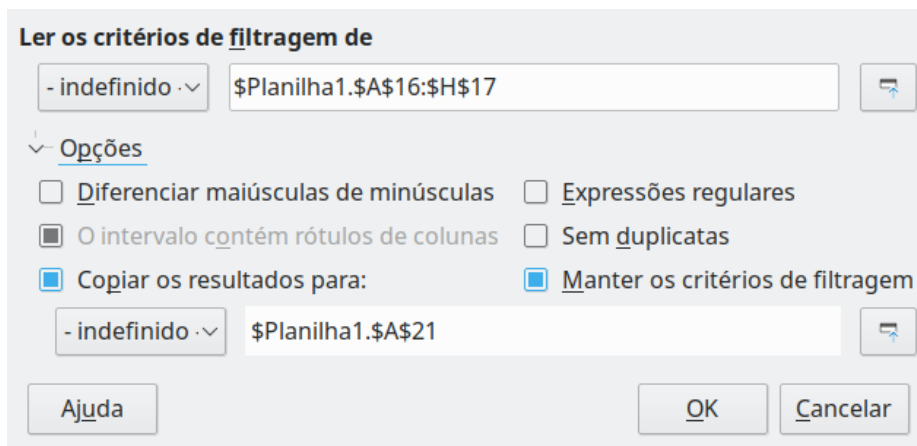 Ler os critérios de filtragem de
- indefinido - $Planilha1.$A$16:$H$17
Opções
Diferenciar maiúsculas de minúsculas Expressões regulares
O intervalo contém rótulos de colunas Sem duplicatas
Copiar os resultados para: Manter os critérios de filtragem
- indefinido - $Planilha1.$A$21
Ajuda OK Cancelar